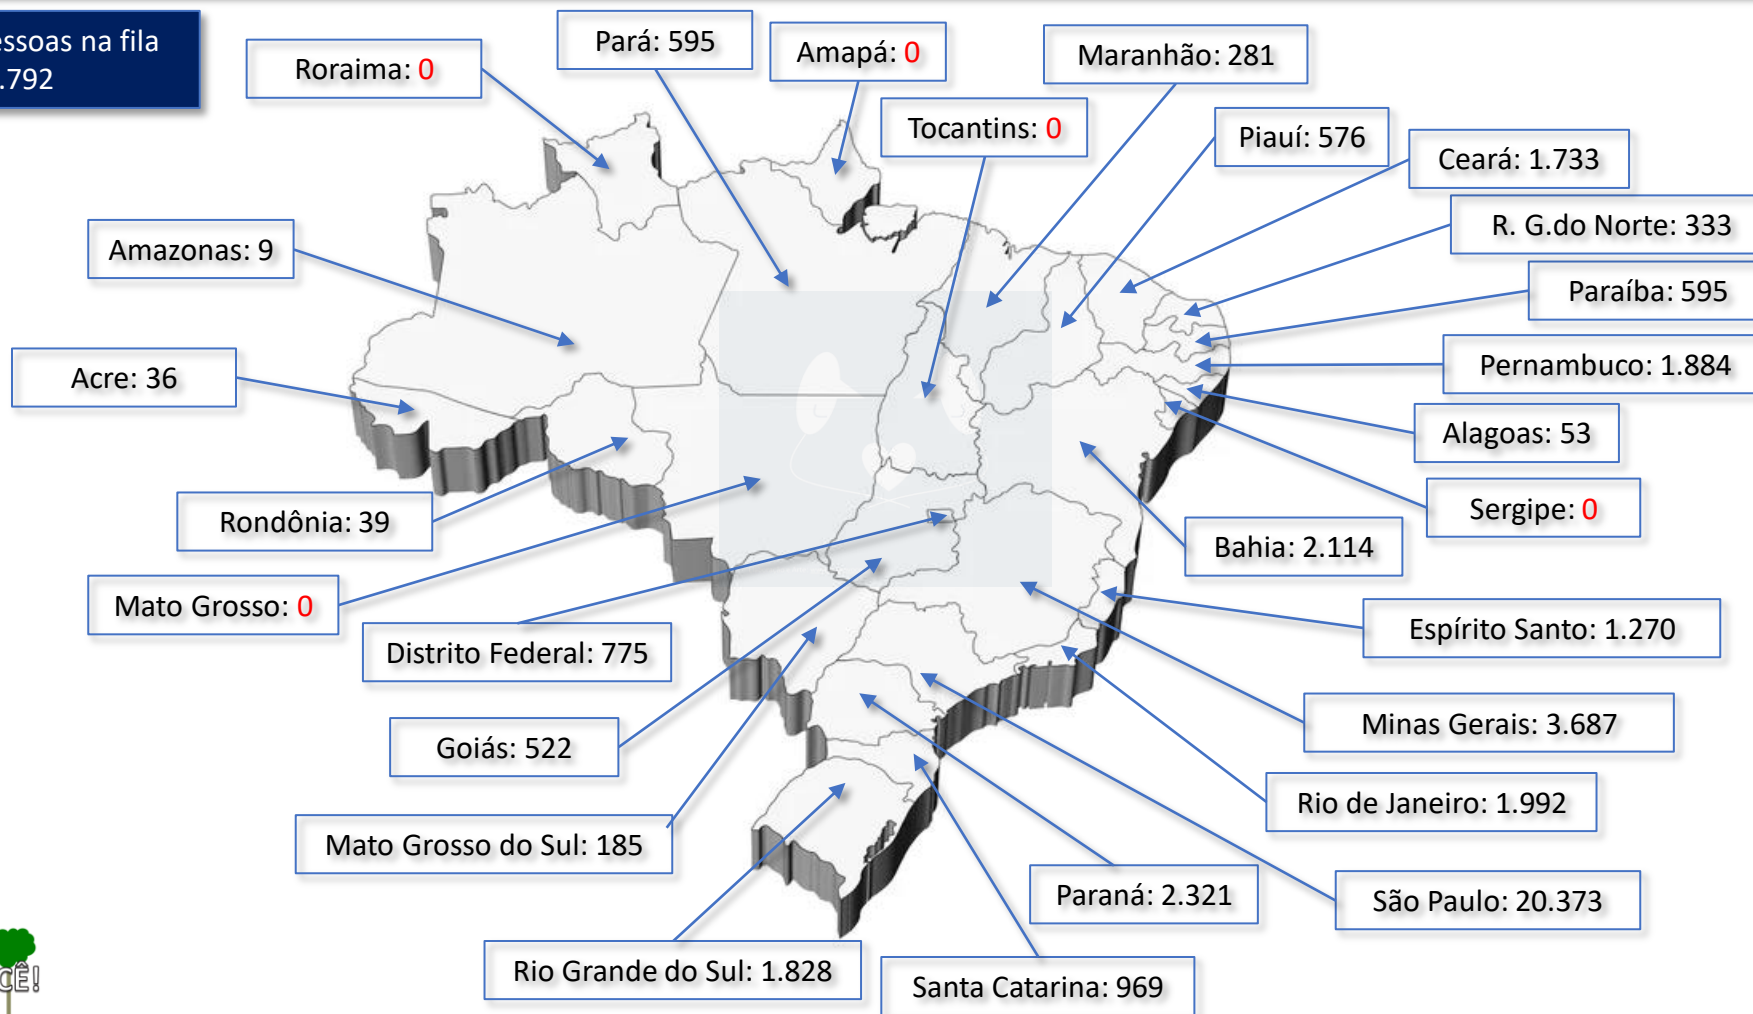 essoas na fila
.792
Roraima: 0
Pará: 595
Amapá: 0
Maranhão: 281
Tocantins: 0
Piauí: 576
Ceará: 1.733
R. G.do Norte: 333
Amazonas: 9
Paraíba: 595
Acre: 36
Pernambuco: 1.884
Alagoas: 53
Rondônia: 39
Sergipe: 0
Bahia: 2.114
Mato Grosso: 0
Distrito Federal: 775
Espírito Santo: 1.270
Goiás: 522
Minas Gerais: 3.687
Rio de Janeiro: 1.992
Mato Grosso do Sul: 185
Paraná: 2.321
São Paulo: 20.373
Rio Grande do Sul: 1.828
Santa Catarina: 969
CÊ!